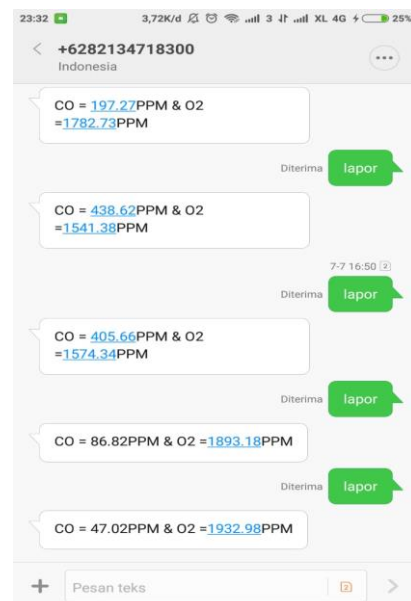 23:32 3,72K/d 3 XL 4G 25%
+6282134718300
Indonesia
CO = 197.27PPM & O2
=1782.73PPM
Diterima lapor
CO = 438.62PPM & O2
=1541.38PPM
7-7 16:50 2
Diterima lapor
CO = 405.66PPM & O2
=1574.34PPM
Diterima lapor
CO = 86.82PPM & O2 =1893.18PPM
Diterima lapor
CO = 47.02PPM & O2 =1932.98PPM
Pesan teks 2